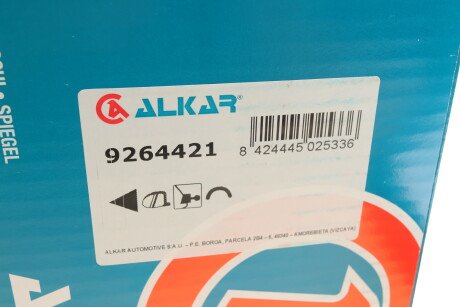 ALKAR®
9264421
8 424445 025336
ALKAR AUTOMOTIVE S.A.U. – P.E. BOROA, PARCELA 2B4 – 5, 48340 – AMOREBIETA (VIZCAYA)
SPIEGEL